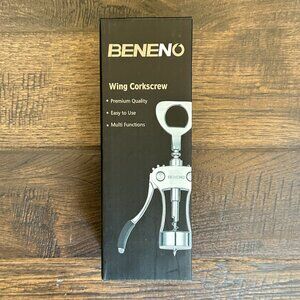 BENENO
Wing Corkscrew
• Premium Quality
• Easy to Use
• Multi Functions
BENENO